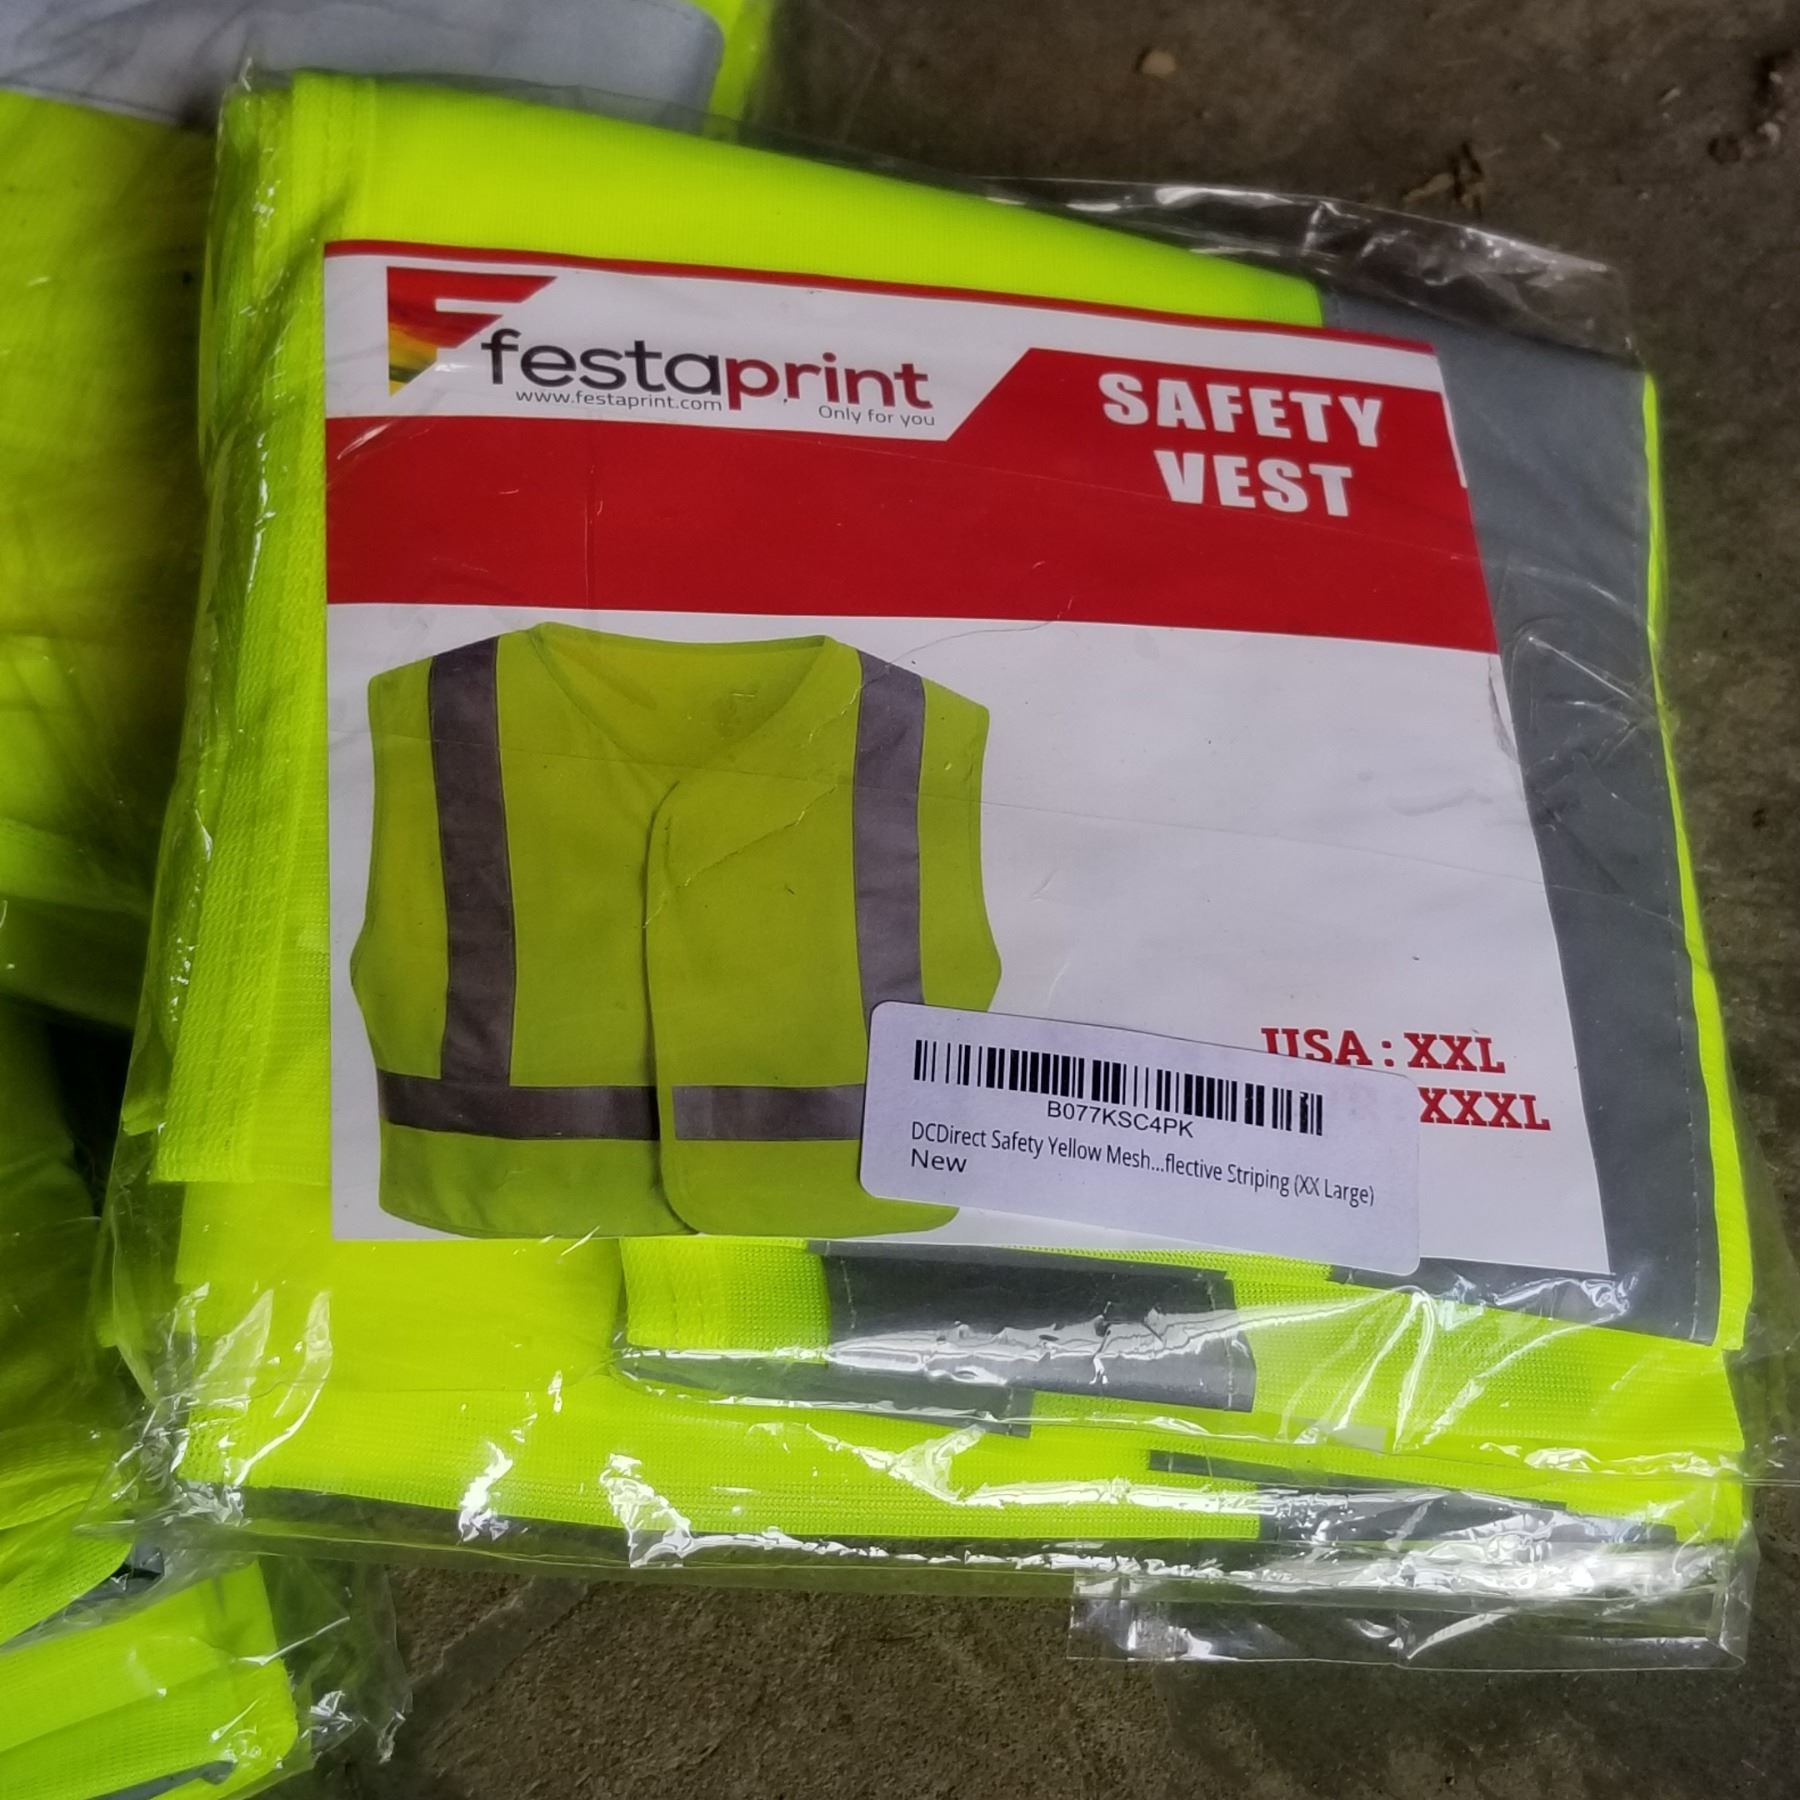 festaprint
www.festaprint.com
Only for you
SAFETY
VEST
USA : XXL
XXXL
B077KSC4PK
DCDirect Safety Yellow Mesh...flective Striping (XX Large)
New